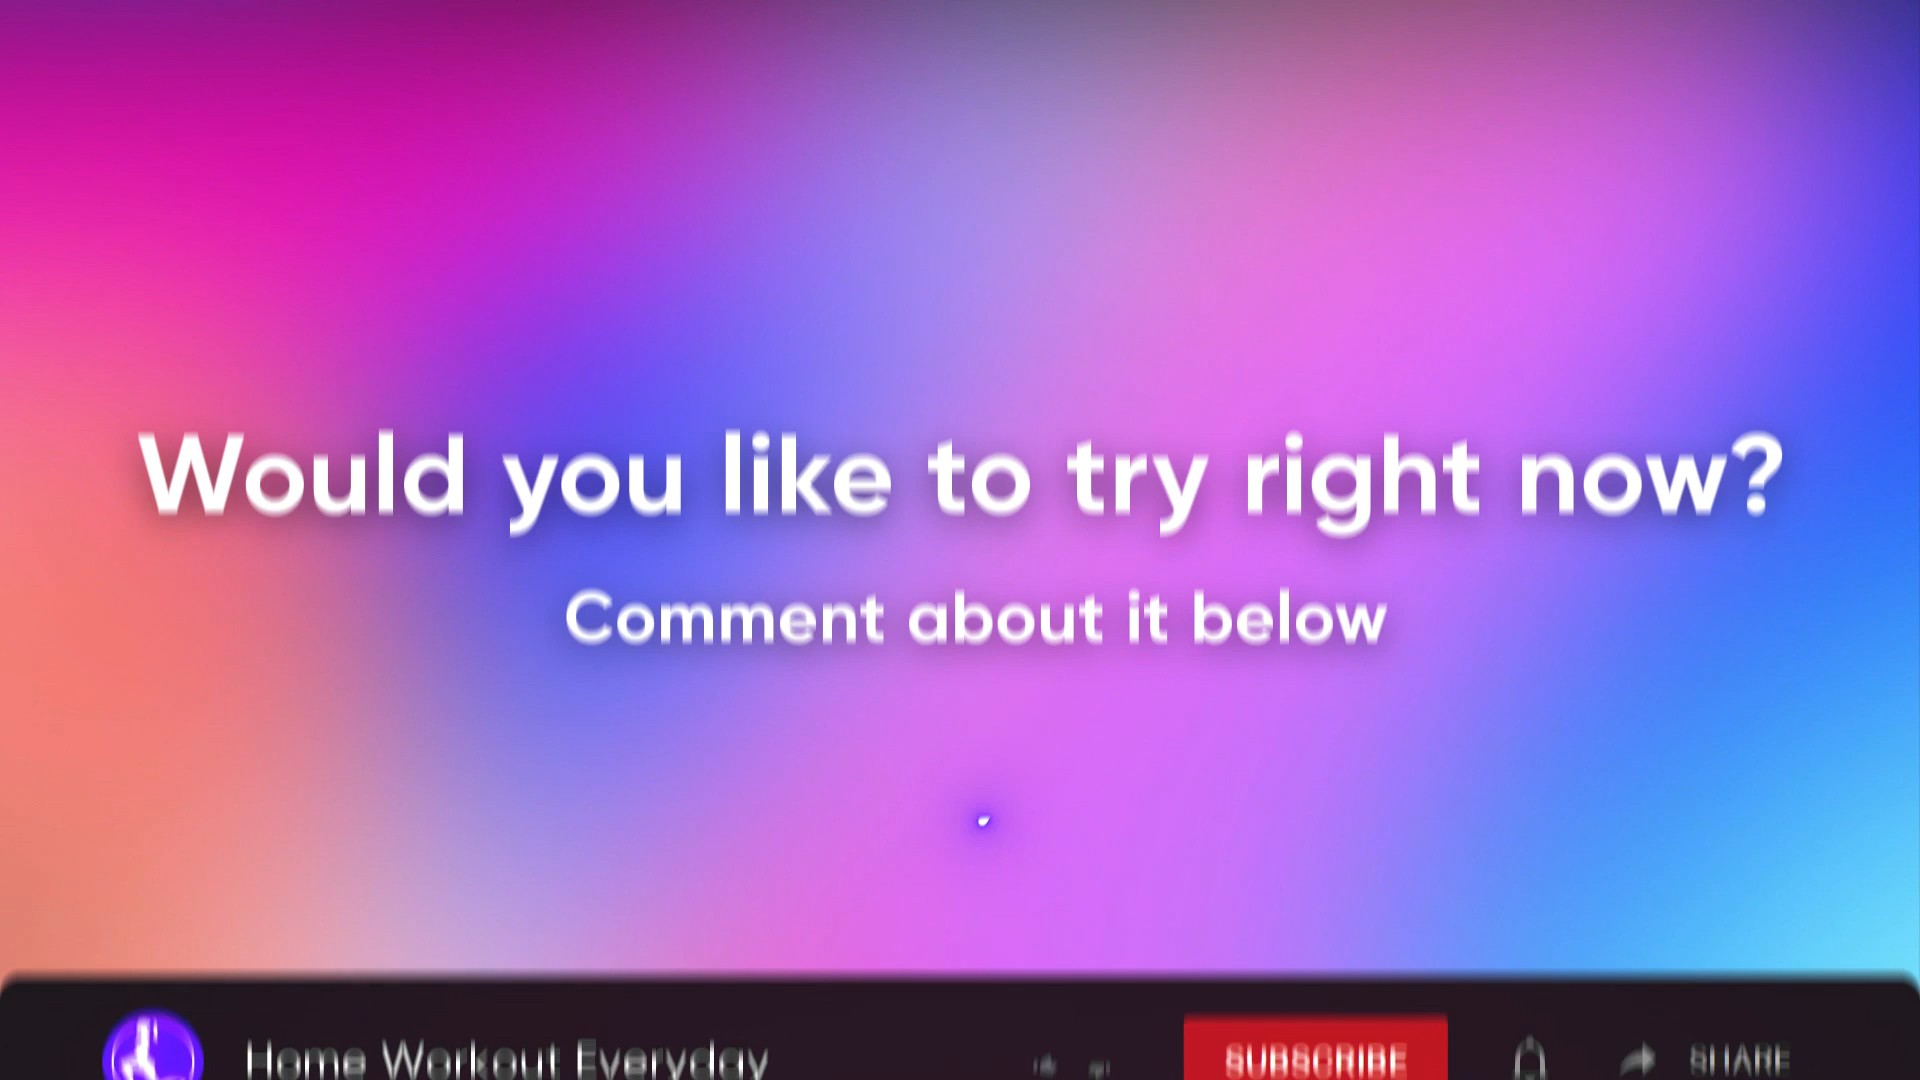 Would you like to try right now?
Comment about it below
Home Workout Everyday
SUBSCRIBE
SHARE